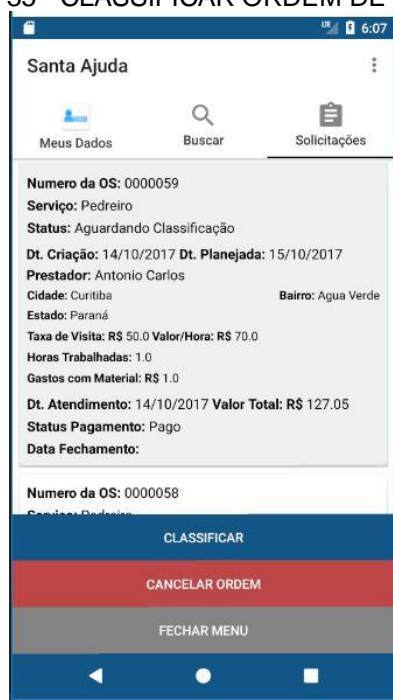 CLASSIFICAR ORDEM DE
6:07
Santa Ajuda
Meus Dados
Buscar
Solicitações
Numero da OS: 0000059
Serviço: Pedreiro
Status: Aguardando Classificação
Dt. Criação: 14/10/2017 Dt. Planejada: 15/10/2017
Prestador: Antonio Carlos
Cidade: Curitiba Bairro: Agua Verde
Estado: Paraná
Taxa de Visita: R$ 50.0 Valor/Hora: R$ 70.0
Horas Trabalhadas: 1.0
Gastos com Material: R$ 1.0
Dt. Atendimento: 14/10/2017 Valor Total: R$ 127.05
Status Pagamento: Pago
Data Fechamento:
Numero da OS: 0000058
CLASSIFICAR
CANCELAR ORDEM
FECHAR MENU